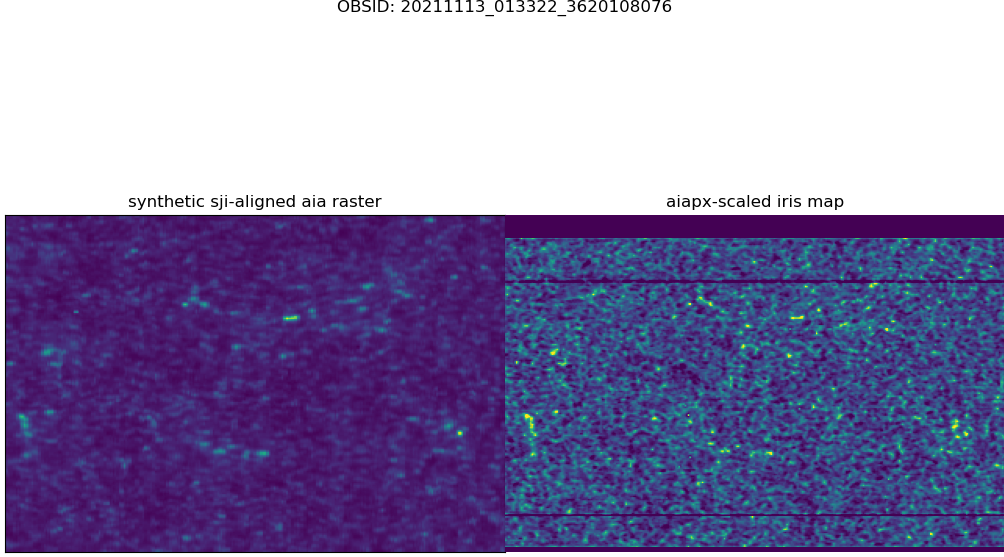 OBSID: 20211113_013322_3620108076
synthetic sji-aligned aia raster
aiapx-scaled iris map